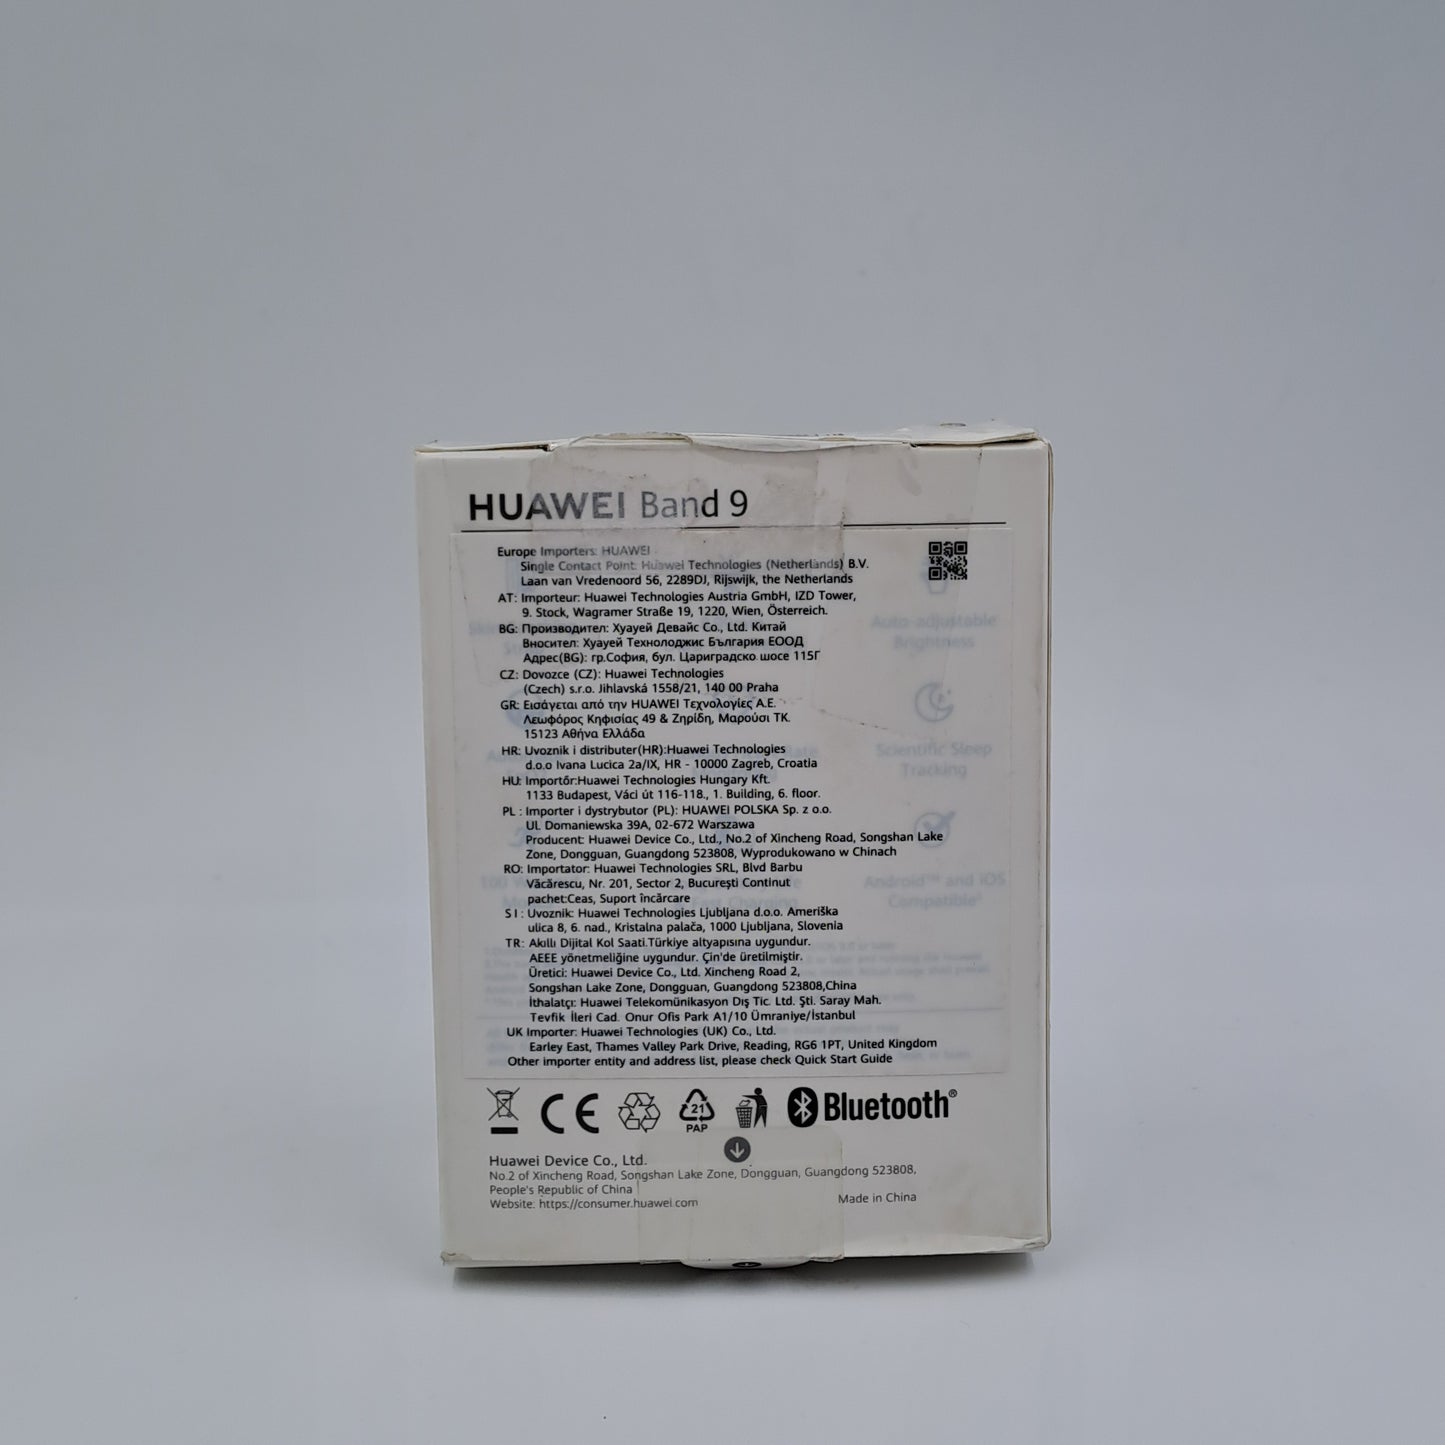 HUAWEI Band 9
Europe Importers: HUAWEI
Single Contact Point: Huawei Technologies (Netherlands) B.V.
Laan van Vredenoord 56, 2289DJ, Rijswijk, the Netherlands
AT: Importeur: Huawei Technologies Austria GmbH, IZD Tower,
9. Stock, Wagramer Straße 19, 1220, Wien, Österreich.
BG: Производител: Хуауей Девайс Co., Ltd. Китай
Вносител: Хуауей Технолоджис България ЕООД
Адрес(BG): гр.София, бул. Цариградско шосе 115Г
CZ: Dovozce (CZ): Huawei Technologies
(Czech) s.r.o. Jihlavská 1558/21, 140 00 Praha
GR: Εισάγεται από την HUAWEI Τεχνολογίες Α.Ε.
Λεωφόρος Κηφισίας 49 & Ζηρίδη, Μαρούσι ΤΚ.
15123 Αθήνα Ελλάδα
HR: Uvoznik i distributer(HR):Huawei Technologies
d.o.o Ivana Lucica 2a/IX, HR - 10000 Zagreb, Croatia
HU: Importőr:Huawei Technologies Hungary Kft.
1133 Budapest, Váci út 116-118., 1. Building, 6. floor.
PL : Importer i dystrybutor (PL): HUAWEI POLSKA Sp. z o.o.
Ul. Domaniewska 39A, 02-672 Warszawa
Producent: Huawei Device Co., Ltd., No.2 of Xincheng Road, Songshan Lake
Zone, Dongguan, Guangdong 523808, Wyprodukowano w Chinach
RO: Importator: Huawei Technologies SRL, Blvd Barbu
Văcărescu, Nr. 201, Sector 2, Bucureşti Continut
pachet:Ceas, Suport încărcare
SI : Uvoznik: Huawei Technologies Ljubljana d.o.o. Ameriška
ulica 8, 6. nad., Kristalna palača, 1000 Ljubljana, Slovenia
TR: Akıllı Dijital Kol Saati.Türkiye altyapısına uygundur.
AEEE yönetmeliğine uygundur. Çin'de üretilmiştir.
Üretici: Huawei Device Co., Ltd. Xincheng Road 2,
Songshan Lake Zone, Dongguan, Guangdong 523808,China
İthalatçı: Huawei Telekomünikasyon Dış Tic. Ltd. Şti. Saray Mah.
Tevfik İleri Cad. Onur Ofis Park A1/10 Ümraniye/İstanbul
UK Importer: Huawei Technologies (UK) Co., Ltd.
Earley East, Thames Valley Park Drive, Reading, RG6 1PT, United Kingdom
Other importer entity and address list, please check Quick Start Guide
Auto-adjustable
Brightness
Scientific Sleep
Tracking
Android™ and iOS
Compatible
CE
21
PAP
Bluetooth®
Huawei Device Co., Ltd.
No.2 of Xincheng Road, Songshan Lake Zone, Dongguan, Guangdong 523808,
People's Republic of China
Website: https://consumer.huawei.com
Made in China